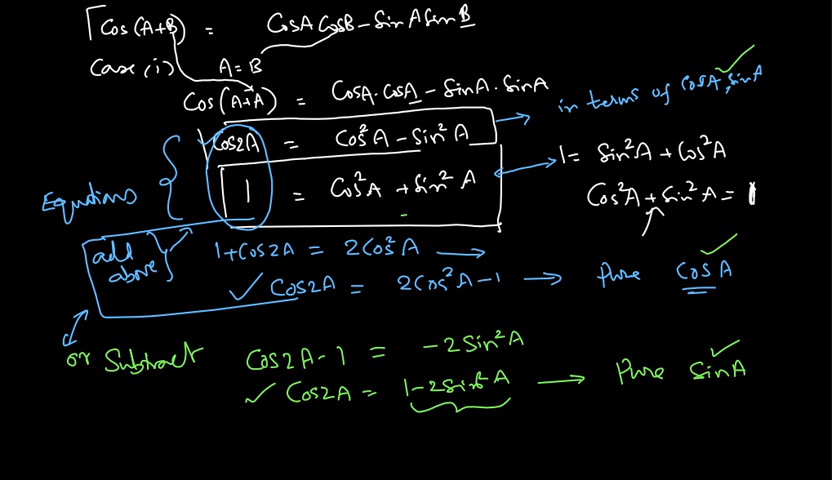 Cos(A+B) = CosA CosB - SinA SinB
Case (i) A = B
Cos(A+A) = CosA.CosA - SinA.SinA
in terms of CosA, SinA
Cos2A = Cos²A - Sin²A
1 = Sin²A + Cos²A
Equations
1 = Cos²A + Sin²A
Cos²A + Sin²A = 1
add above
1 + Cos2A = 2Cos²A →
✓ Cos2A = 2Cos²A - 1 → Pure CosA
or Subtract Cos2A - 1 = -2Sin²A
✓ Cos2A = 1 - 2Sin²A → Pure SinA